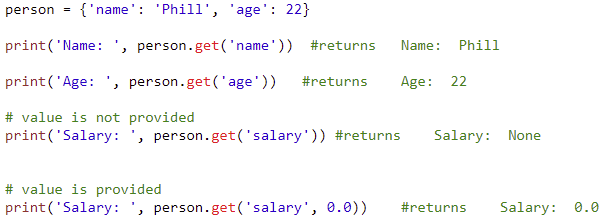 person = {'name': 'Phill', 'age': 22}
print('Name: ', person.get('name'))  #returns   Name:  Phill
print('Age: ', person.get('age'))   #returns    Age:  22
# value is not provided
print('Salary: ', person.get('salary')) #returns    Salary:  None
# value is provided
print('Salary: ', person.get('salary', 0.0))    #returns    Salary:  0.0